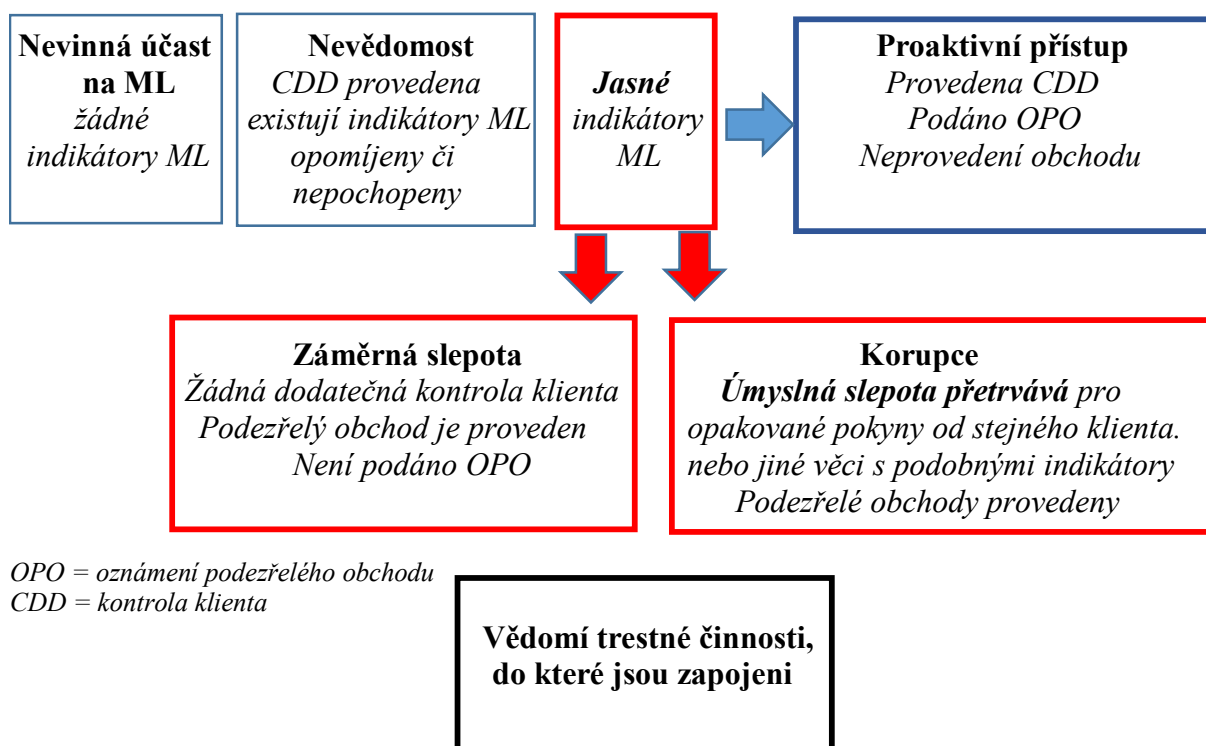 Nevinná účast
na ML
žádné
indikátory ML
Nevědomost
CDD provedena
existují indikátory ML
opomíjeny či
nepochopeny
Jasné
indikátory
ML
Proaktivní přístup
Provedena CDD
Podáno OPO
Neprovedení obchodu
Záměrná slepota
Žádná dodatečná kontrola klienta
Podezřelý obchod je proveden
Není podáno OPO
Korupce
Úmyslná slepota přetrvává pro
opakované pokyny od stejného klienta.
nebo jiné věci s podobnými indikátory
Podezřelé obchody provedeny
OPO = oznámení podezřelého obchodu
CDD = kontrola klienta
Vědomí trestné činnosti,
do které jsou zapojeni